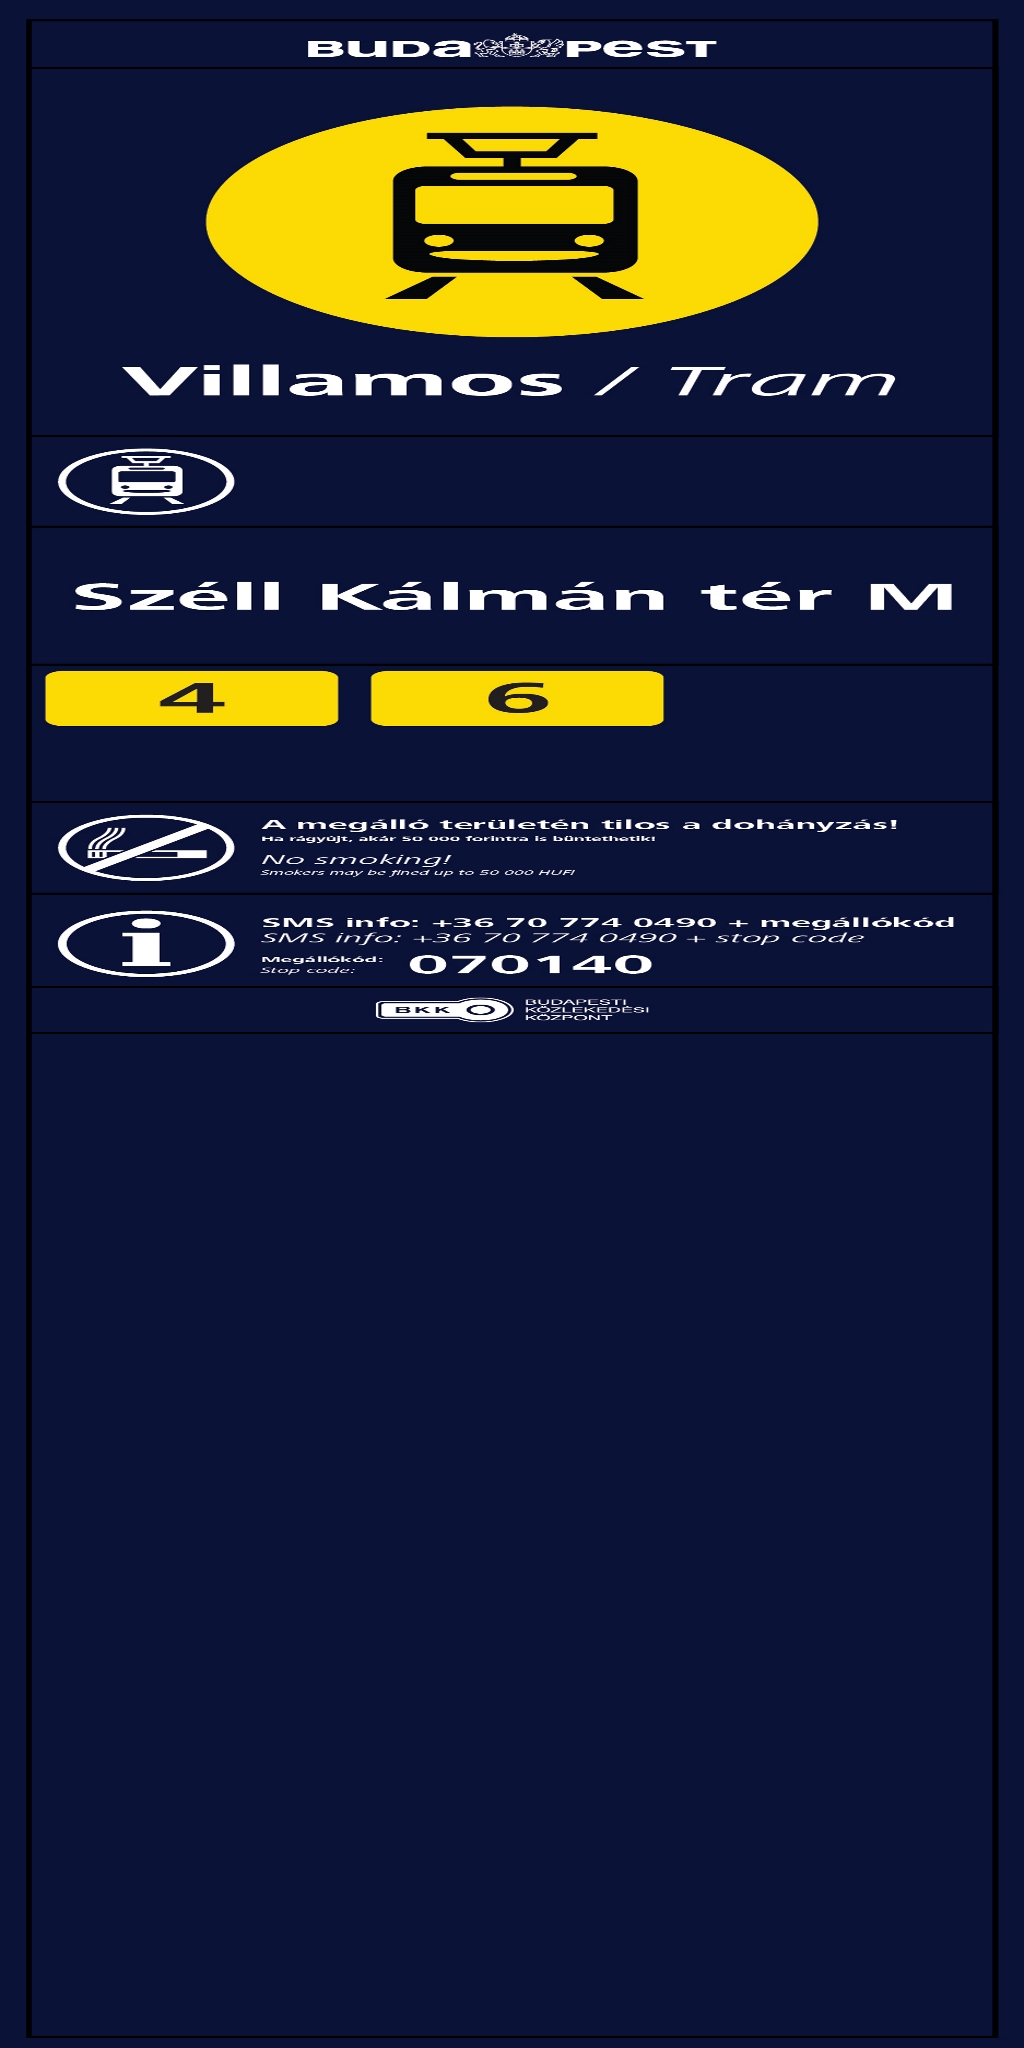 BUDAPEST
Villamos / Tram
Széll Kálmán tér M
4 6
A megálló területén tilos a dohányzás!
Ha rágyújt, akár 50 000 forintra is büntethetik!
No smoking!
Smokers may be fined up to 50 000 HUF!
SMS info: +36 70 774 0490 + megállókód
SMS info: +36 70 774 0490 + stop code
Megállókód: 070140
Stop code:
BKK BUDAPESTI
KÖZLEKEDÉSI
KÖZPONT